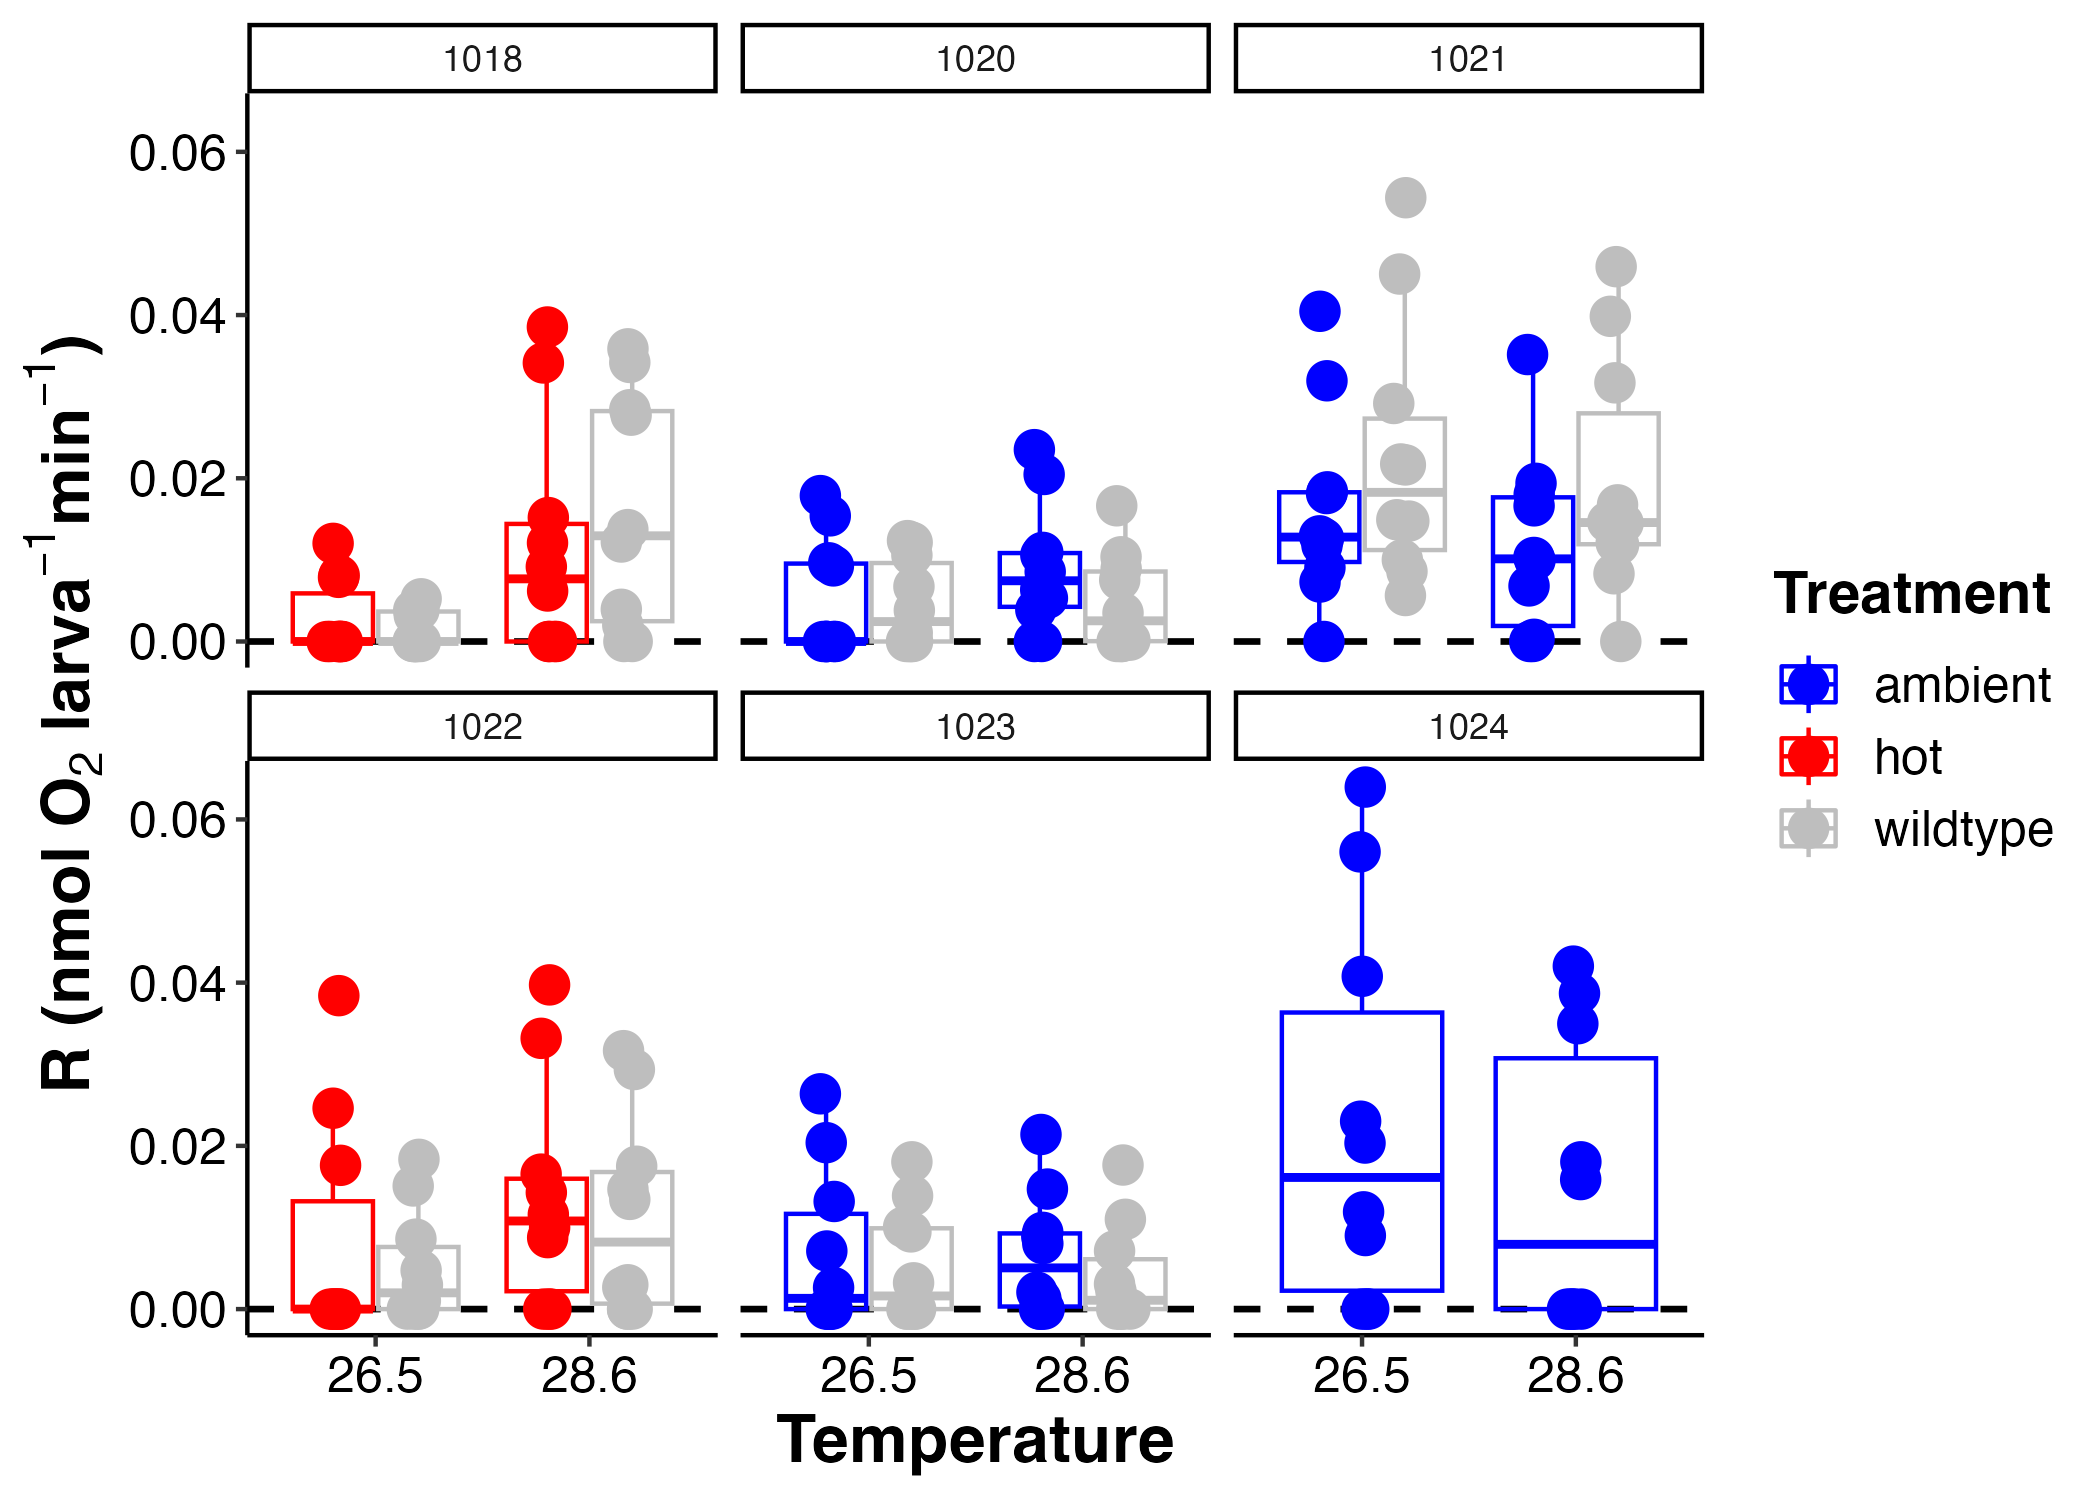 1018 1020 1021
0.06
0.04
0.02
0.00
1022 1023 1024
0.06
0.04
0.02
0.00
26.5 28.6 26.5 28.6 26.5 28.6
Temperature
R (nmol O₂ larva⁻¹min⁻¹)
Treatment
ambient
hot
wildtype